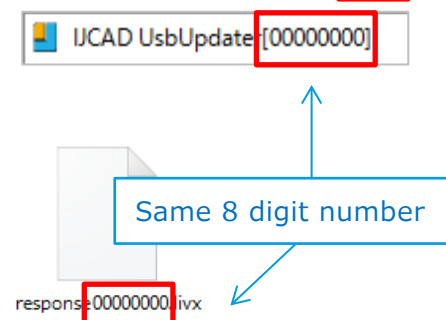 IJCAD UsbUpdater[00000000]
Same 8 digit number
response00000000.ivx